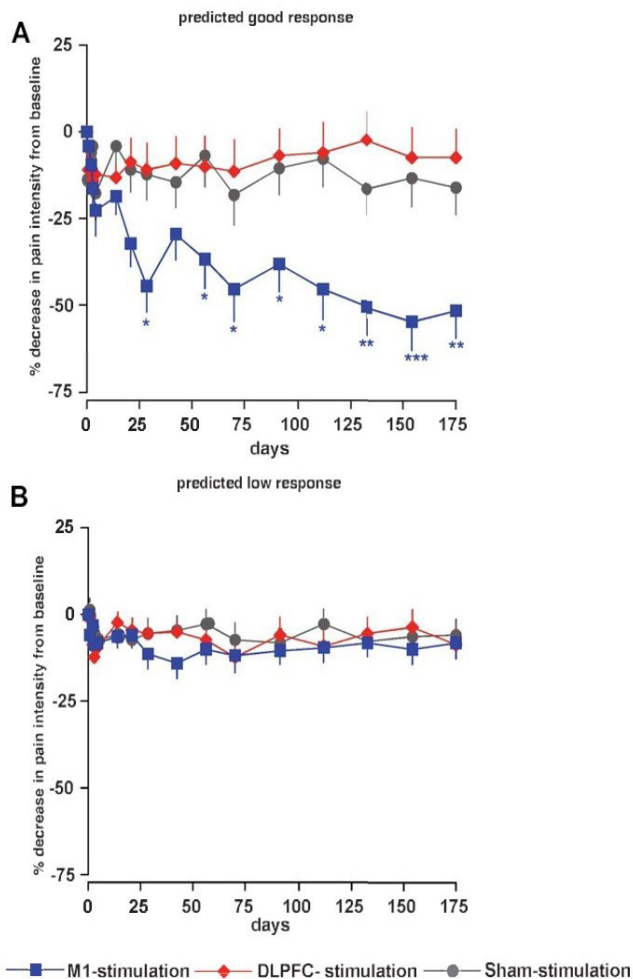 predicted good response
A
% decrease in pain intensity from baseline
25
0
-25
-50
-75
* * * * * ** *** **
0 25 50 75 100 125 150 175
days
predicted low response
B
% decrease in pain intensity from baseline
25
0
-25
-50
-75
0 25 50 75 100 125 150 175
days
M1-stimulation DLPFC- stimulation Sham-stimulation